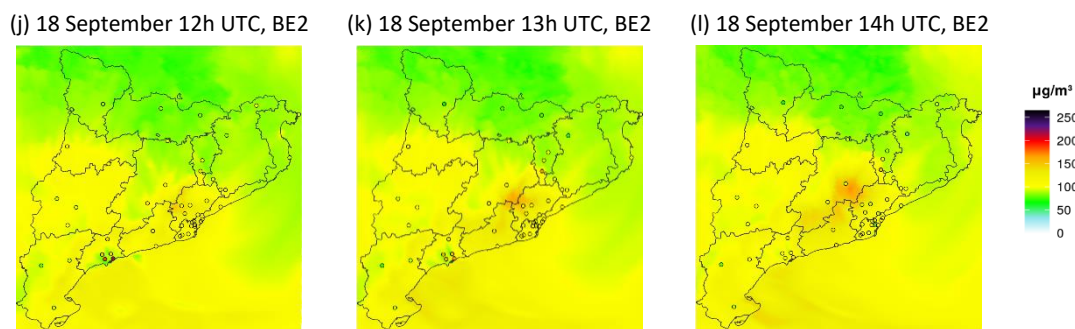 (j) 18 September 12h UTC, BE2
(k) 18 September 13h UTC, BE2
(l) 18 September 14h UTC, BE2
µg/m³
250
200
150
100
50
0